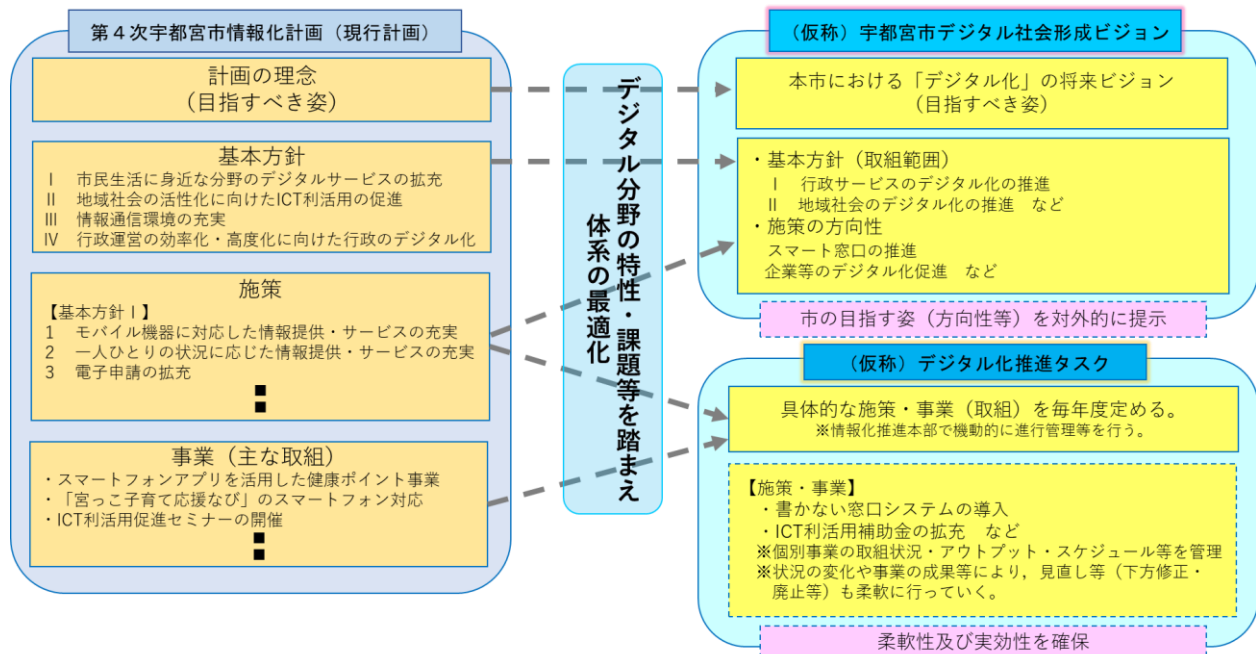 第４次宇都宮市情報化計画（現行計画）
計画の理念
（目指すべき姿）
基本方針
Ⅰ　市民生活に身近な分野のデジタルサービスの拡充
Ⅱ　地域社会の活性化に向けたICT利活用の促進
Ⅲ　情報通信環境の充実
Ⅳ　行政運営の効率化・高度化に向けた行政のデジタル化
施策
【基本方針Ⅰ】
1　モバイル機器に対応した情報提供・サービスの充実
2　一人ひとりの状況に応じた情報提供・サービスの充実
3　電子申請の拡充
事業（主な取組）
・スマートフォンアプリを活用した健康ポイント事業
・「宮っこ子育て応援なび」のスマートフォン対応
・ICT利活用促進セミナーの開催
デジタル分野の特性・課題等を踏まえ
体系の最適化
（仮称）宇都宮市デジタル社会形成ビジョン
本市における「デジタル化」の将来ビジョン
（目指すべき姿）
・基本方針（取組範囲）
Ⅰ　行政サービスのデジタル化の推進
Ⅱ　地域社会のデジタル化の推進　など
・施策の方向性
スマート窓口の推進
企業等のデジタル化促進　など
市の目指す姿（方向性等）を対外的に提示
（仮称）デジタル化推進タスク
具体的な施策・事業（取組）を毎年度定める。
※情報化推進本部で機動的に進行管理等を行う。
【施策・事業】
・書かない窓口システムの導入
・ICT利活用補助金の拡充　など
※個別事業の取組状況・アウトプット・スケジュール等を管理
※状況の変化や事業の成果等により，見直し等（下方修正・
廃止等）も柔軟に行っていく。
柔軟性及び実効性を確保